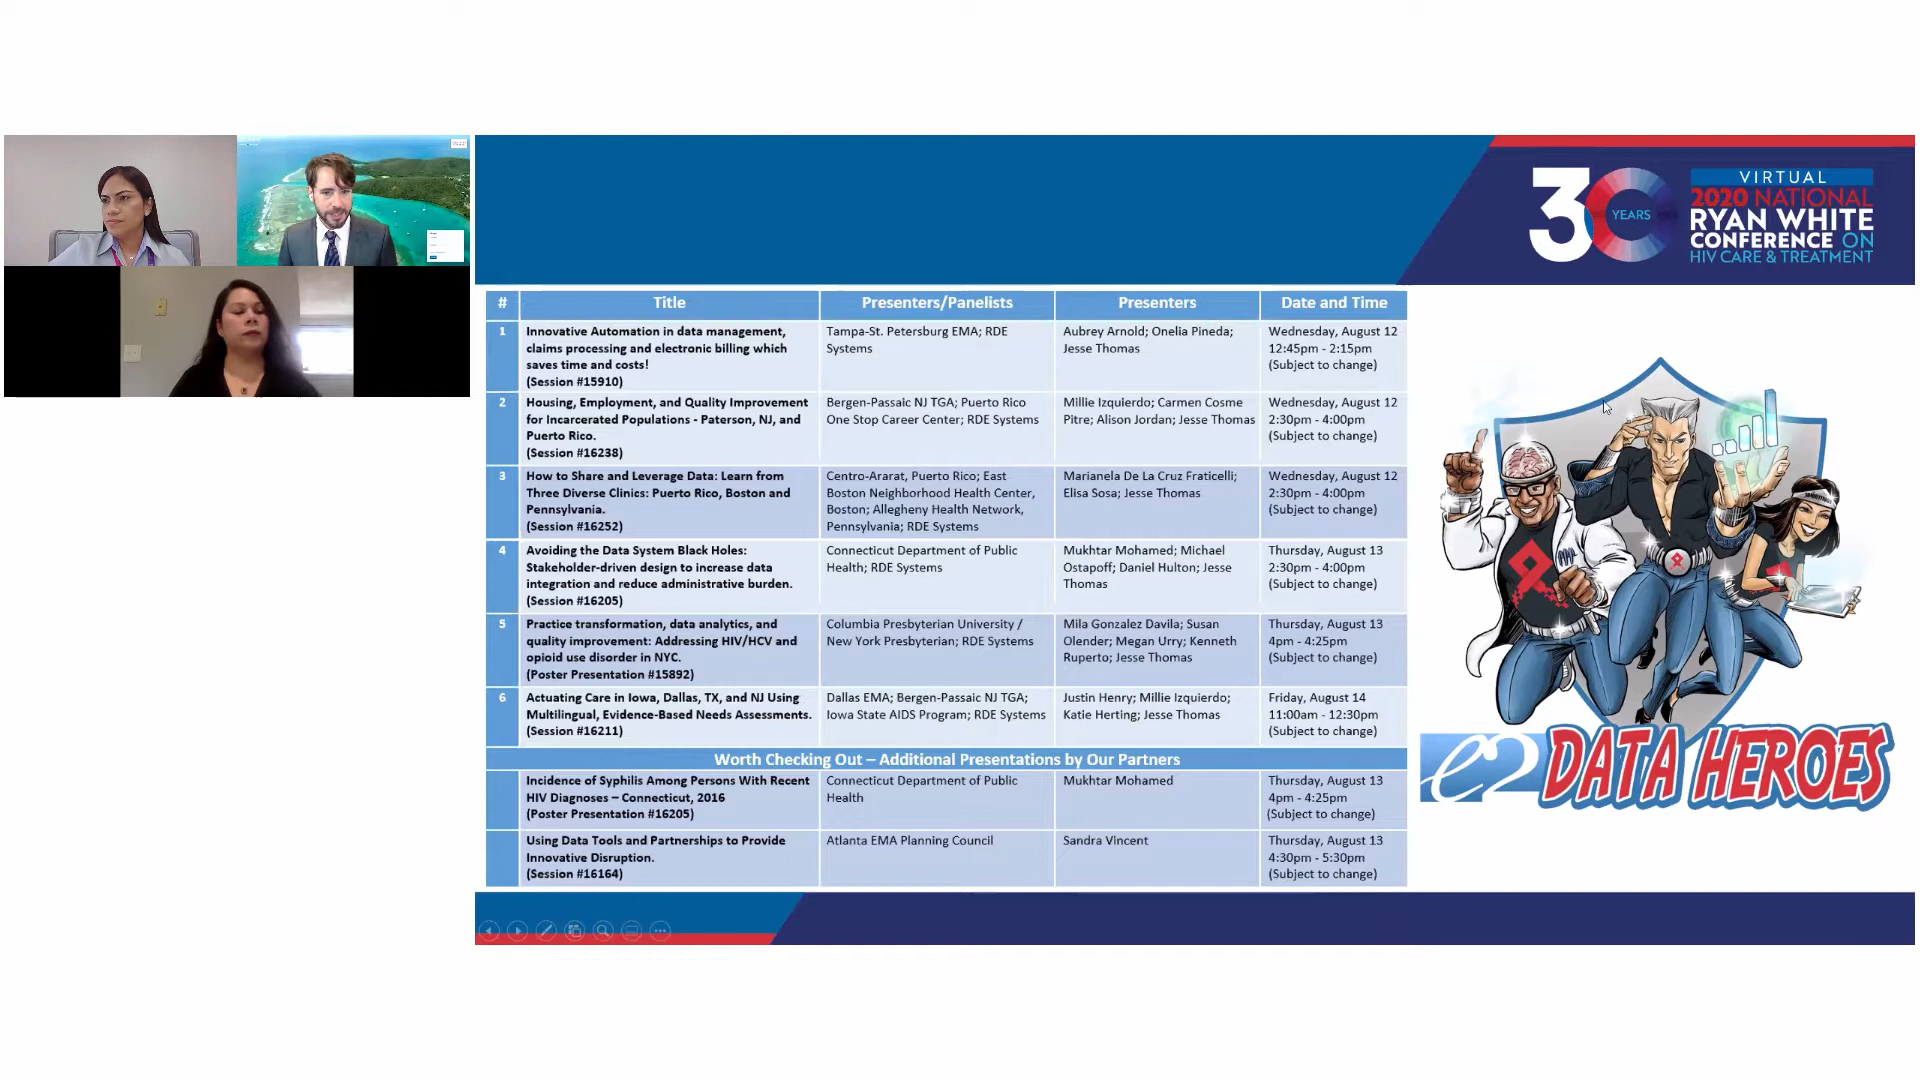 30 YEARS
VIRTUAL
2020 NATIONAL
RYAN WHITE
CONFERENCE ON
HIV CARE & TREATMENT
# Title Presenters/Panelists Presenters Date and Time
1
Innovative Automation in data management,
claims processing and electronic billing which
saves time and costs!
(Session #15910)
Tampa-St. Petersburg EMA; RDE
Systems
Aubrey Arnold; Onelia Pineda;
Jesse Thomas
Wednesday, August 12
12:45pm - 2:15pm
(Subject to change)
2
Housing, Employment, and Quality Improvement
for Incarcerated Populations - Paterson, NJ, and
Puerto Rico.
(Session #16238)
Bergen-Passaic NJ TGA; Puerto Rico
One Stop Career Center; RDE Systems
Millie Izquierdo; Carmen Cosme
Pitre; Alison Jordan; Jesse Thomas
Wednesday, August 12
2:30pm - 4:00pm
(Subject to change)
3
How to Share and Leverage Data: Learn from
Three Diverse Clinics: Puerto Rico, Boston and
Pennsylvania.
(Session #16252)
Centro-Ararat, Puerto Rico; East
Boston Neighborhood Health Center,
Boston; Allegheny Health Network,
Pennsylvania; RDE Systems
Marianela De La Cruz Fraticelli;
Elisa Sosa; Jesse Thomas
Wednesday, August 12
2:30pm - 4:00pm
(Subject to change)
4
Avoiding the Data System Black Holes:
Stakeholder-driven design to increase data
integration and reduce administrative burden.
(Session #16205)
Connecticut Department of Public
Health; RDE Systems
Mukhtar Mohamed; Michael
Ostapoff; Daniel Hulton; Jesse
Thomas
Thursday, August 13
2:30pm - 4:00pm
(Subject to change)
5
Practice transformation, data analytics, and
quality improvement: Addressing HIV/HCV and
opioid use disorder in NYC.
(Poster Presentation #15892)
Columbia Presbyterian University /
New York Presbyterian; RDE Systems
Mila Gonzalez Davila; Susan
Olender; Megan Urry; Kenneth
Ruperto; Jesse Thomas
Thursday, August 13
4pm - 4:25pm
(Subject to change)
6
Actuating Care in Iowa, Dallas, TX, and NJ Using
Multilingual, Evidence-Based Needs Assessments.
(Session #16211)
Dallas EMA; Bergen-Passaic NJ TGA;
Iowa State AIDS Program; RDE Systems
Justin Henry; Millie Izquierdo;
Katie Herting; Jesse Thomas
Friday, August 14
11:00am - 12:30pm
(Subject to change)
Worth Checking Out – Additional Presentations by Our Partners
Incidence of Syphilis Among Persons With Recent
HIV Diagnoses – Connecticut, 2016
(Poster Presentation #16205)
Connecticut Department of Public
Health
Mukhtar Mohamed
Thursday, August 13
4pm - 4:25pm
(Subject to change)
Using Data Tools and Partnerships to Provide
Innovative Disruption.
(Session #16164)
Atlanta EMA Planning Council
Sandra Vincent
Thursday, August 13
4:30pm - 5:30pm
(Subject to change)
e2 DATA HEROES